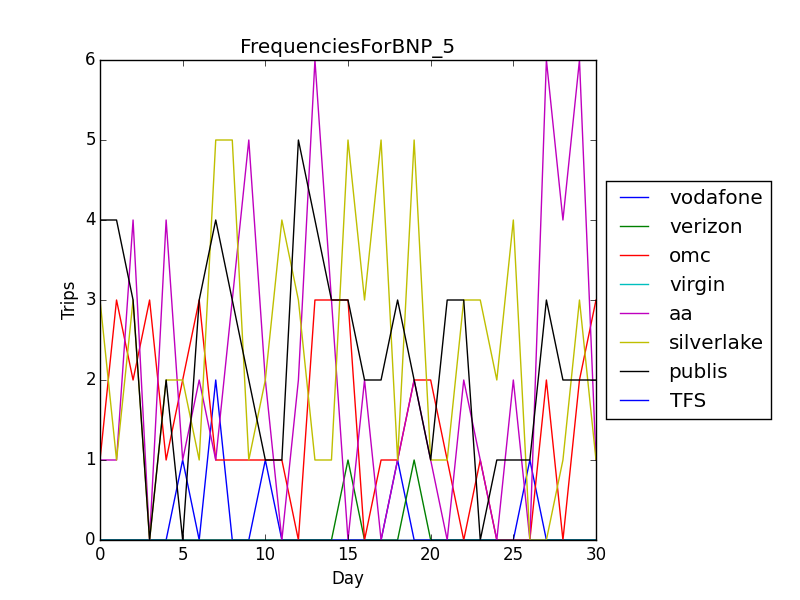 FrequenciesForBNP_5
Trips
6
5
4
3
2
1
0
0 5 10 15 20 25 30
Day
vodafone
verizon
omc
virgin
aa
silverlake
publis
TFS